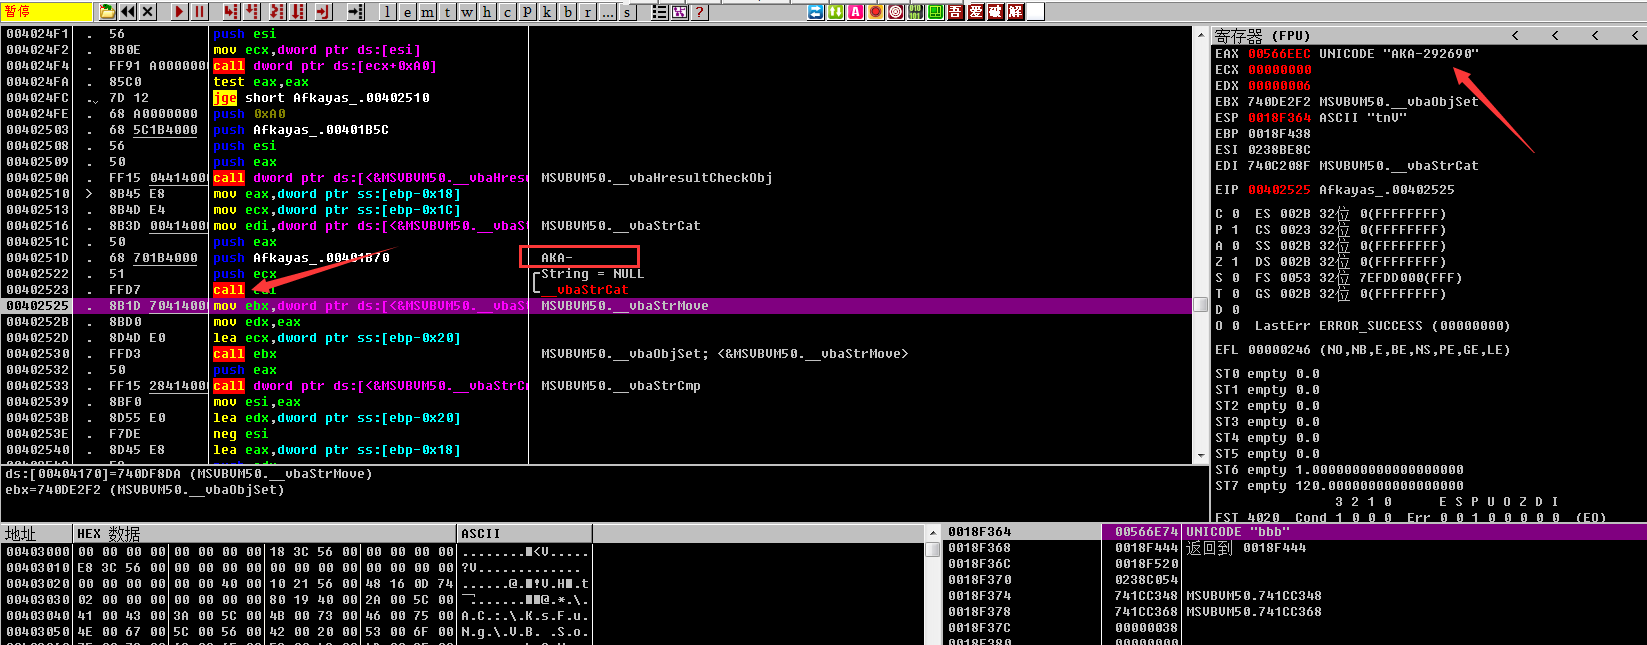 暂停 l e m t w h c p k b r ... s ? A 吾 爱 破 解
004024F1 . 56 push esi
004024F2 . 8B0E mov ecx,dword ptr ds:[esi]
004024F4 . FF91 A0000000 call dword ptr ds:[ecx+0xA0]
004024FA . 85C0 test eax,eax
004024FC . 7D 12 jge short Afkayas_.00402510
004024FE . 68 A0000000 push 0xA0
00402503 . 68 5C1B4000 push Afkayas_.00401B5C
00402508 . 56 push esi
00402509 . 50 push eax
0040250A . FF15 04414000 call dword ptr ds:[<&MSVBVM50.__vbaHresu MSVBVM50.__vbaHresultCheckObj
00402510 > 8B45 E8 mov eax,dword ptr ss:[ebp-0x18]
00402513 . 8B4D E4 mov ecx,dword ptr ss:[ebp-0x1C]
00402516 . 8B3D 00414000 mov edi,dword ptr ds:[<&MSVBVM50.__vbaSt MSVBVM50.__vbaStrCat
0040251C . 50 push eax
0040251D . 68 701B4000 push Afkayas_.00401B70 AKA-
00402522 . 51 push ecx String = NULL
00402523 . FFD7 call edi __vbaStrCat
00402525 . 8B1D 70414000 mov ebx,dword ptr ds:[<&MSVBVM50.__vbaSt MSVBVM50.__vbaStrMove
0040252B . 8BD0 mov edx,eax
0040252D . 8D4D E0 lea ecx,dword ptr ss:[ebp-0x20]
00402530 . FFD3 call ebx MSVBVM50.__vbaObjSet; <&MSVBVM50.__vbaStrMove>
00402532 . 50 push eax
00402533 . FF15 28414000 call dword ptr ds:[<&MSVBVM50.__vbaStrCm MSVBVM50.__vbaStrCmp
00402539 . 8BF0 mov esi,eax
0040253B . 8D55 E0 lea edx,dword ptr ss:[ebp-0x20]
0040253E . F7DE neg esi
00402540 . 8D45 E8 lea eax,dword ptr ss:[ebp-0x18]
ds:[00404170]=740DF8DA (MSVBVM50.__vbaStrMove)
ebx=740DE2F2 (MSVBVM50.__vbaObjSet)
寄存器 (FPU) < < < <
EAX 00566EEC UNICODE "AKA-292690"
ECX 00000000
EDX 00000006
EBX 740DE2F2 MSVBVM50.__vbaObjSet
ESP 0018F364 ASCII "tnV"
EBP 0018F438
ESI 0238BE8C
EDI 740C208F MSVBVM50.__vbaStrCat
EIP 00402525 Afkayas_.00402525
C 0 ES 002B 32位 0(FFFFFFFF)
P 1 CS 0023 32位 0(FFFFFFFF)
A 0 SS 002B 32位 0(FFFFFFFF)
Z 1 DS 002B 32位 0(FFFFFFFF)
S 0 FS 0053 32位 7EFDD000(FFF)
T 0 GS 002B 32位 0(FFFFFFFF)
D 0
O 0 LastErr ERROR_SUCCESS (00000000)
EFL 00000246 (NO,NB,E,BE,NS,PE,GE,LE)
ST0 empty 0.0
ST1 empty 0.0
ST2 empty 0.0
ST3 empty 0.0
ST4 empty 0.0
ST5 empty 0.0
ST6 empty 1.0000000000000000000
ST7 empty 120.00000000000000000
3 2 1 0 E S P U O Z D I
FST 4020 Cond 1 0 0 0 Err 0 0 1 0 0 0 0 0 (EQ)
地址 HEX 数据 ASCII
00403000 00 00 00 00 00 00 00 00 18 3C 56 00 00 00 00 00 .........<V.....
00403010 E8 3C 56 00 00 00 00 00 00 00 00 00 00 00 00 00 ?V.............
00403020 00 00 00 00 00 00 40 00 10 21 56 00 48 16 0D 74 ......@..!V.H..t
00403030 02 00 00 00 00 00 00 00 80 19 40 00 2A 00 5C 00
00403040 41 00 43 00 3A 00 5C 00 4B 00 73 00 46 00 75 00 A.C.:.\.K.s.F.u.
00403050 4E 00 67 00 5C 00 56 00 42 00 20 00 53 00 6F 00 N.g.\.V.B. .S.o.
0018F364 00566E74 UNICODE "bbb"
0018F368 0018F444 返回到 0018F444
0018F36C 0018F520
0018F370 0238C054
0018F374 741CC348 MSVBVM50.741CC348
0018F378 741CC368 MSVBVM50.741CC368
0018F37C 00000038